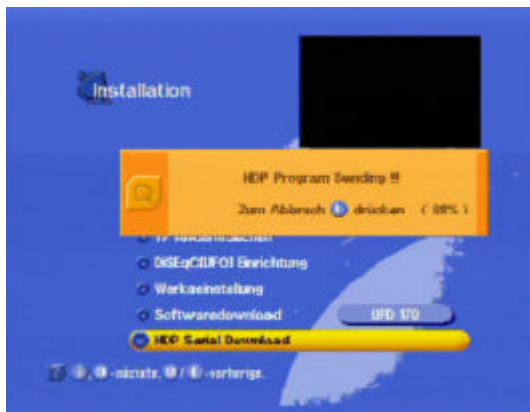 Installation
HDP Program Sending !!!
Zum Abbruch drücken
DiSEqC(UFO) Einrichtung
Werkseinstellung
Softwaredownload UFD 170
HDP Serial Download
-nächste, / -vorherige.